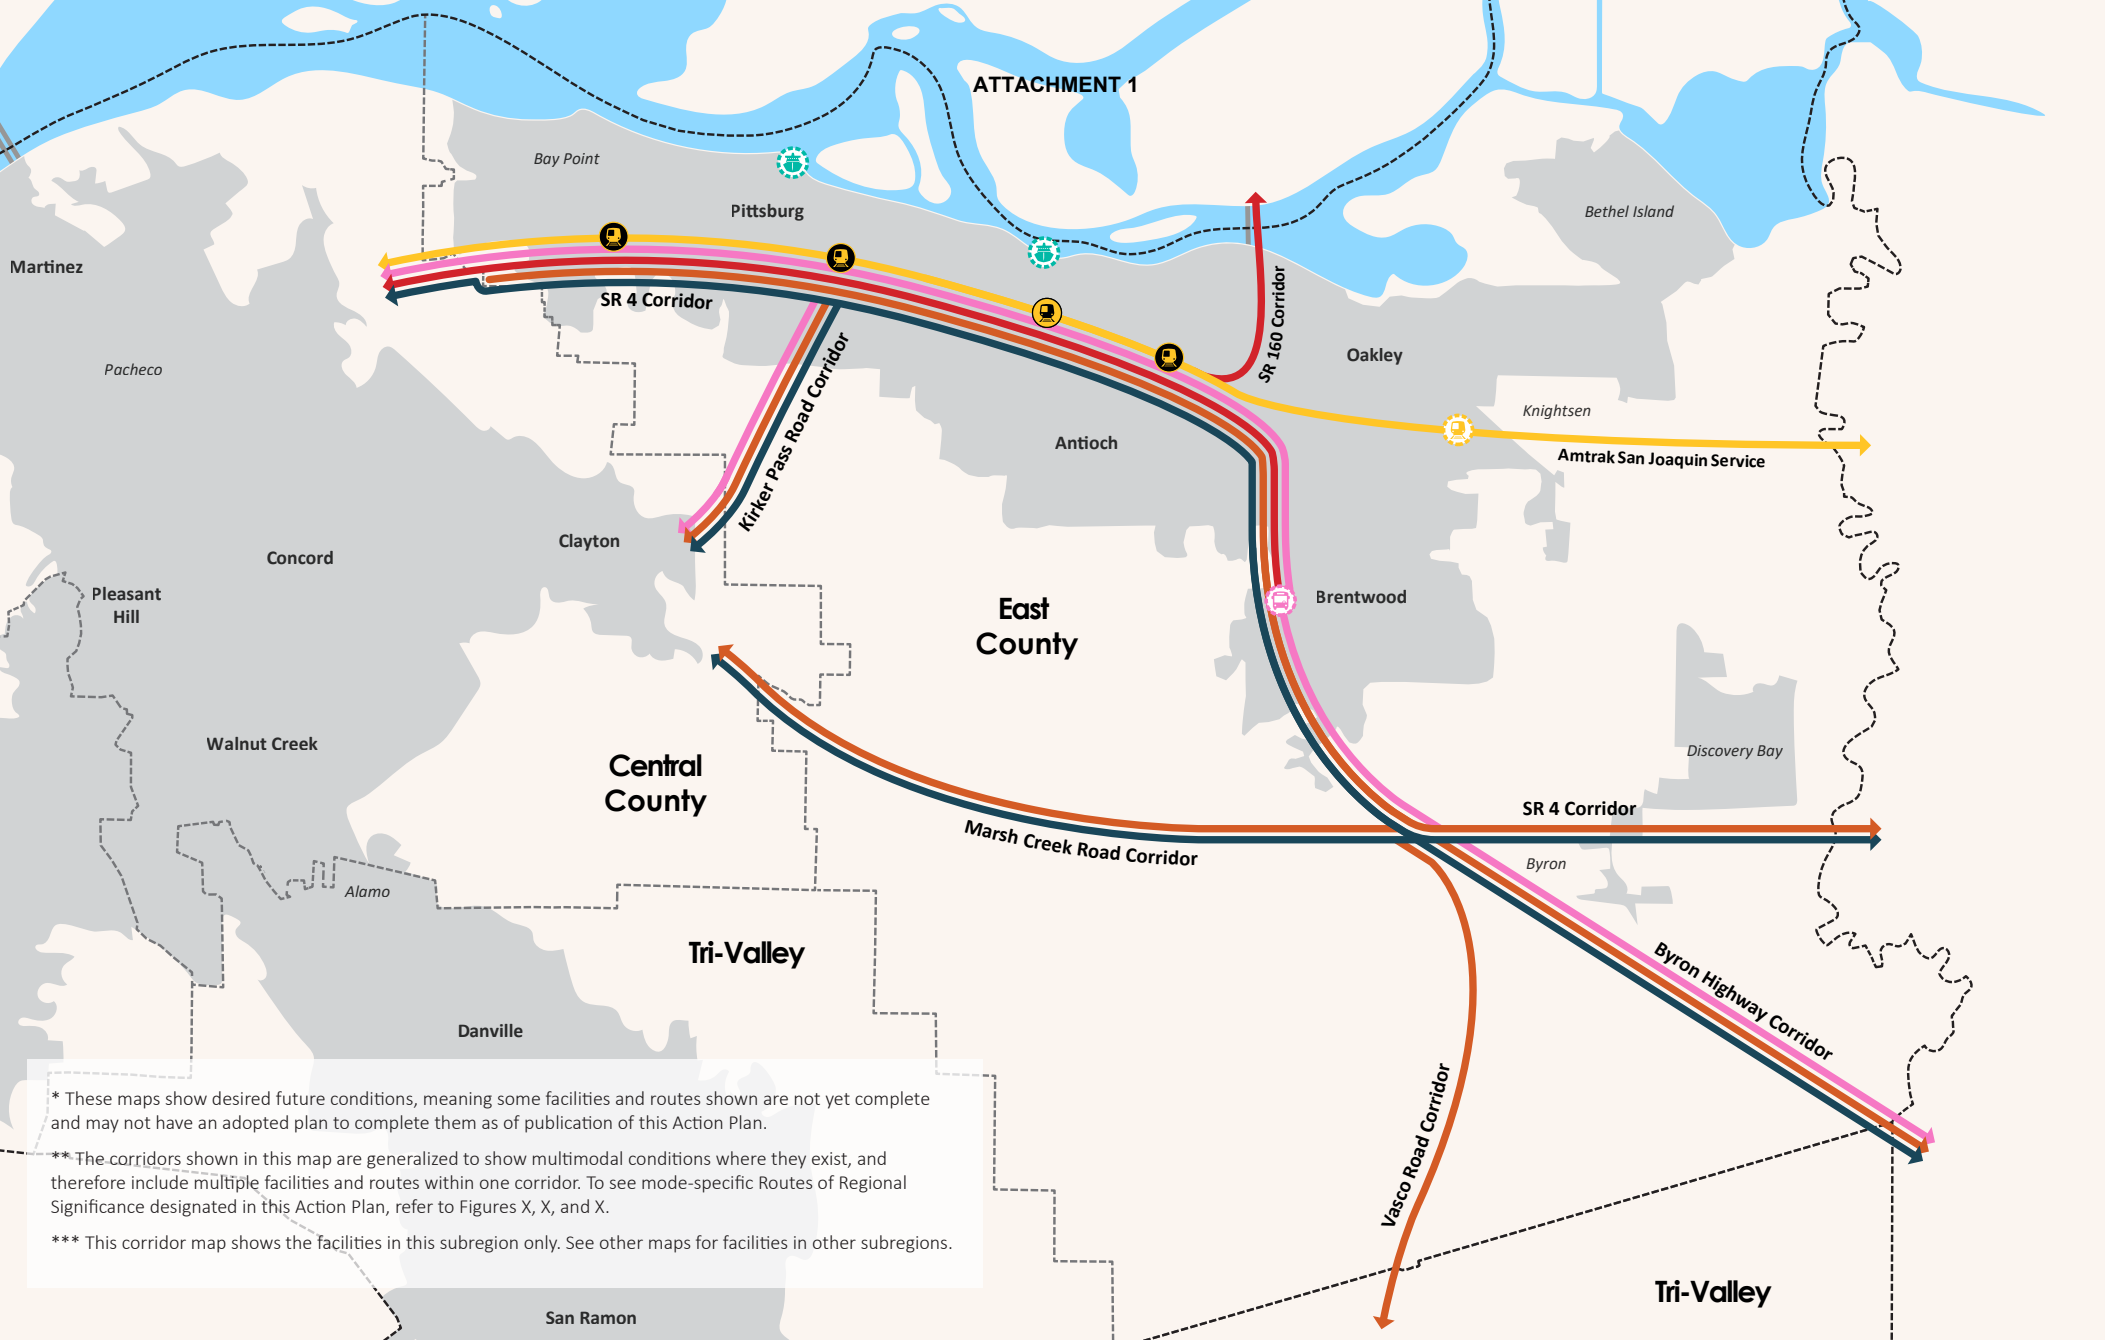 ATTACHMENT 1
Bay Point
Pittsburg
Bethel Island
Martinez
SR 4 Corridor
SR 160 Corridor
Oakley
Pacheco
Kirker Pass Road Corridor
Knightsen
Antioch
Amtrak San Joaquin Service
Clayton
Concord
Pleasant
Hill
East
County
Brentwood
Walnut Creek
Central
County
Discovery Bay
SR 4 Corridor
Marsh Creek Road Corridor
Byron
Alamo
Tri-Valley
Byron Highway Corridor
Danville
Vasco Road Corridor
* These maps show desired future conditions, meaning some facilities and routes shown are not yet complete
and may not have an adopted plan to complete them as of publication of this Action Plan.
** The corridors shown in this map are generalized to show multimodal conditions where they exist, and
therefore include multiple facilities and routes within one corridor. To see mode-specific Routes of Regional
Significance designated in this Action Plan, refer to Figures X, X, and X.
*** This corridor map shows the facilities in this subregion only. See other maps for facilities in other subregions.
Tri-Valley
San Ramon